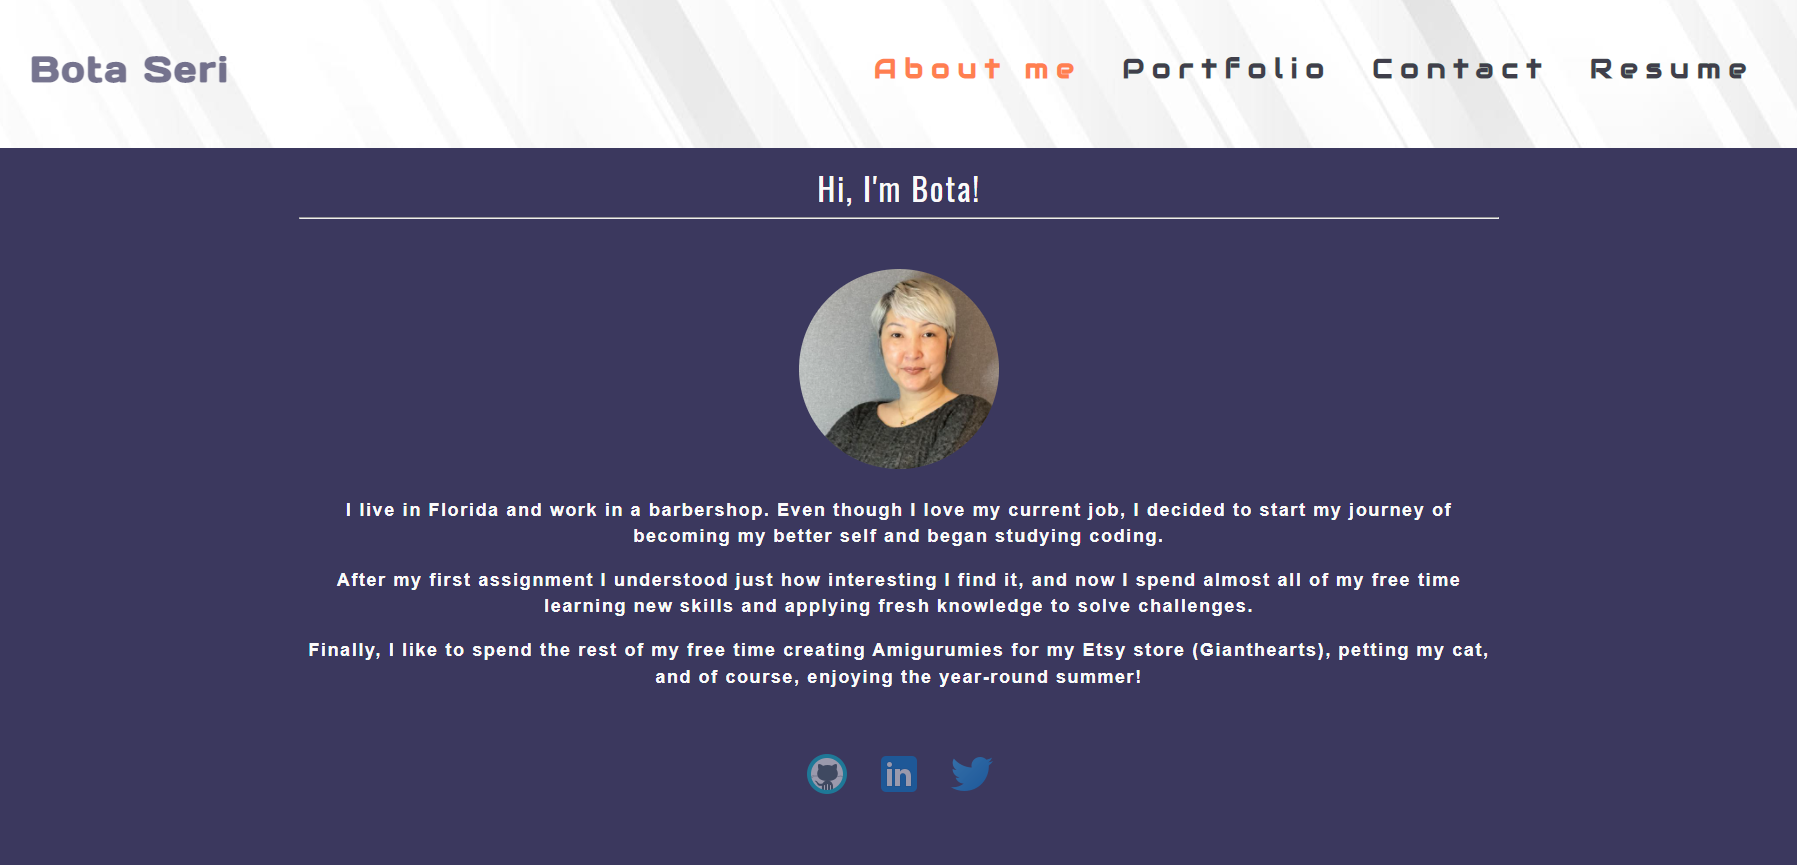 Bota Seri
About me
Portfolio
Contact
Resume
Hi, I'm Bota!
I live in Florida and work in a barbershop. Even though I love my current job, I decided to start my journey of
becoming my better self and began studying coding.
After my first assignment I understood just how interesting I find it, and now I spend almost all of my free time
learning new skills and applying fresh knowledge to solve challenges.
Finally, I like to spend the rest of my free time creating Amigurumies for my Etsy store (Gianthearts), petting my cat,
and of course, enjoying the year-round summer!
in